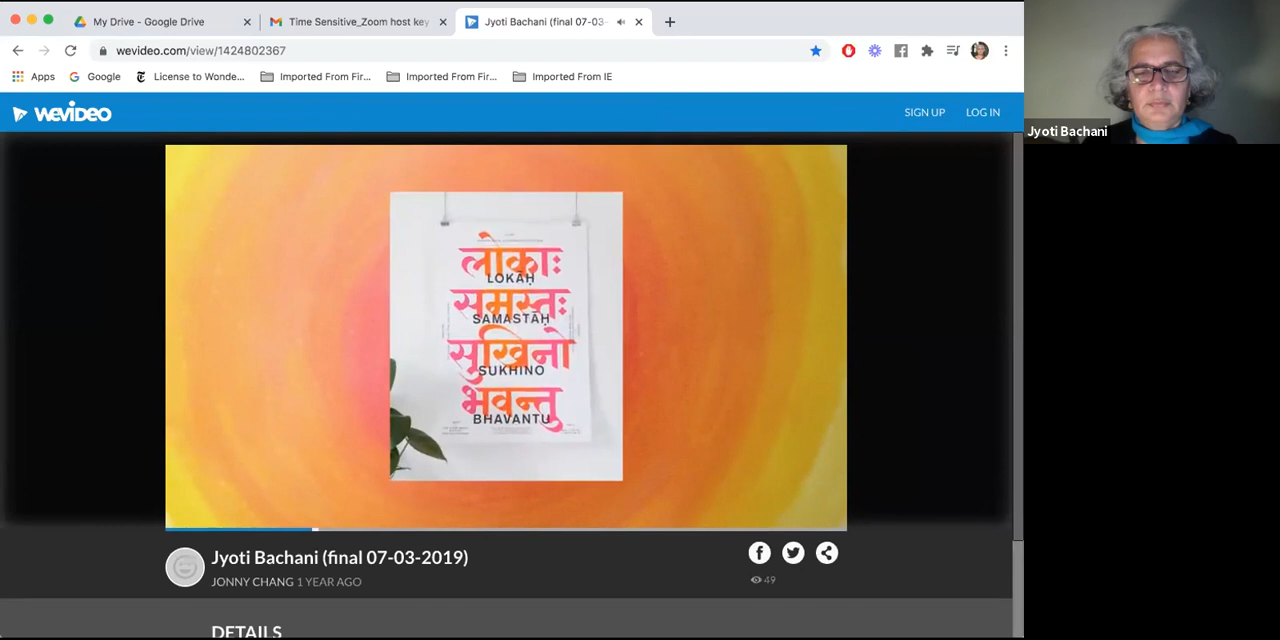 My Drive - Google Drive
Time Sensitive_Zoom host key
Jyoti Bachani (final 07-03-
wevideo.com/view/1424802367
Apps
Google
License to Wonde...
Imported From Fir...
Imported From Fir...
Imported From IE
WEVIDEO
SIGN UP
LOG IN
Jyoti Bachani
लोकाः
LOKĀḤ
समस्तः
SAMASTĀḤ
सुखिनो
SUKHINO
भवन्तु
BHAVANTU
Jyoti Bachani (final 07-03-2019)
JONNY CHANG 1 YEAR AGO
49
DETAILS